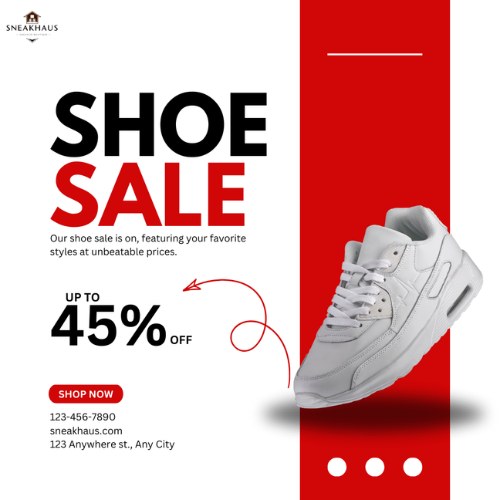 SNEAKHAUS
SHOE
SALE
Our shoe sale is on, featuring your favorite
styles at unbeatable prices.
UP TO
45% OFF
SHOP NOW
123-456-7890
sneakhaus.com
123 Anywhere st., Any City